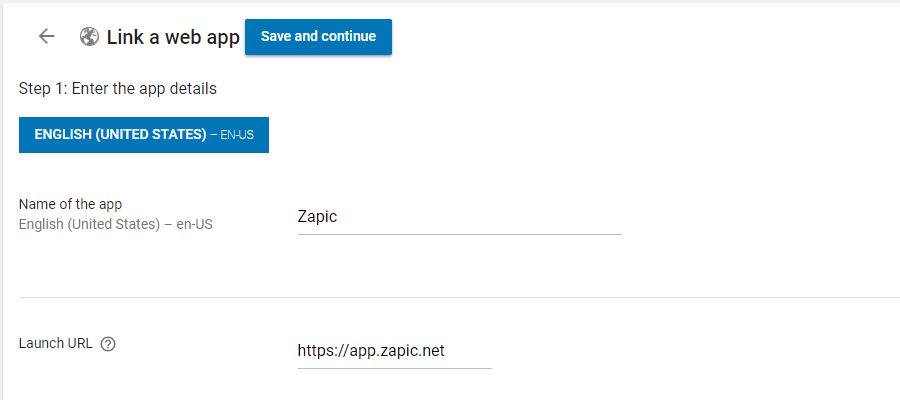 Link a web app Save and continue
Step 1: Enter the app details
ENGLISH (UNITED STATES) – EN-US
Name of the app
English (United States) – en-US
Zapic
Launch URL ?
https://app.zapic.net